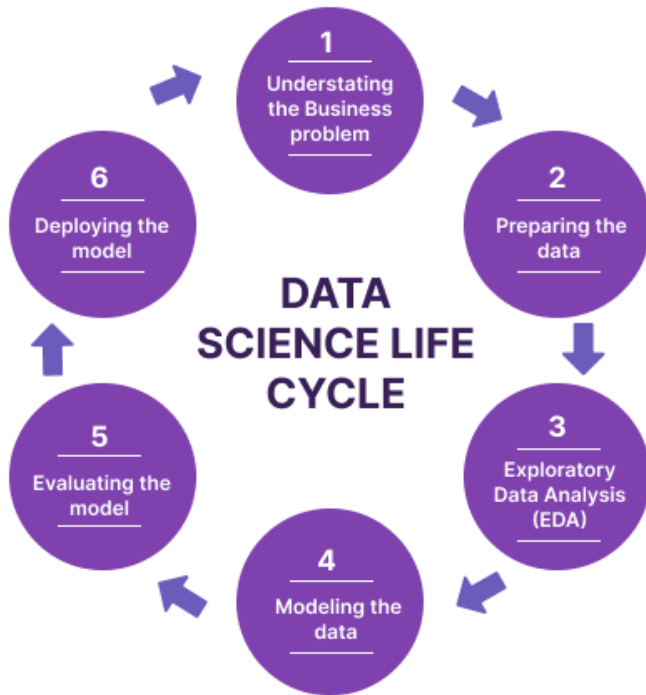 1
Understating
the Business
problem
2
Preparing the
data
3
Exploratory
Data Analysis
(EDA)
4
Modeling the
data
5
Evaluating the
model
6
Deploying the
model
DATA
SCIENCE LIFE
CYCLE